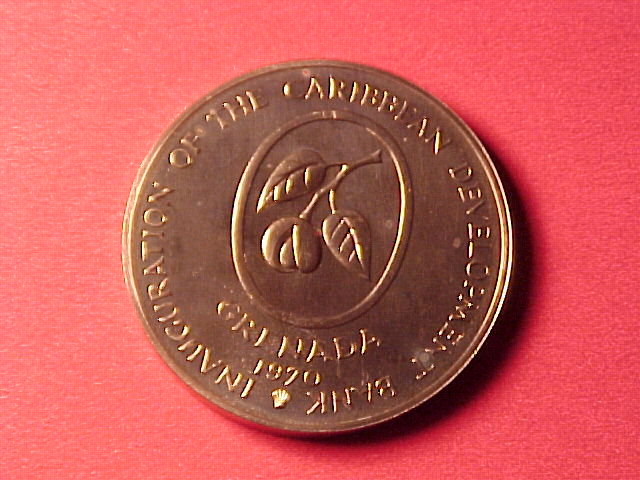 INAUGURATION OF THE CARIBBEAN DEVELOPMENT BANK
GRENADA
1970